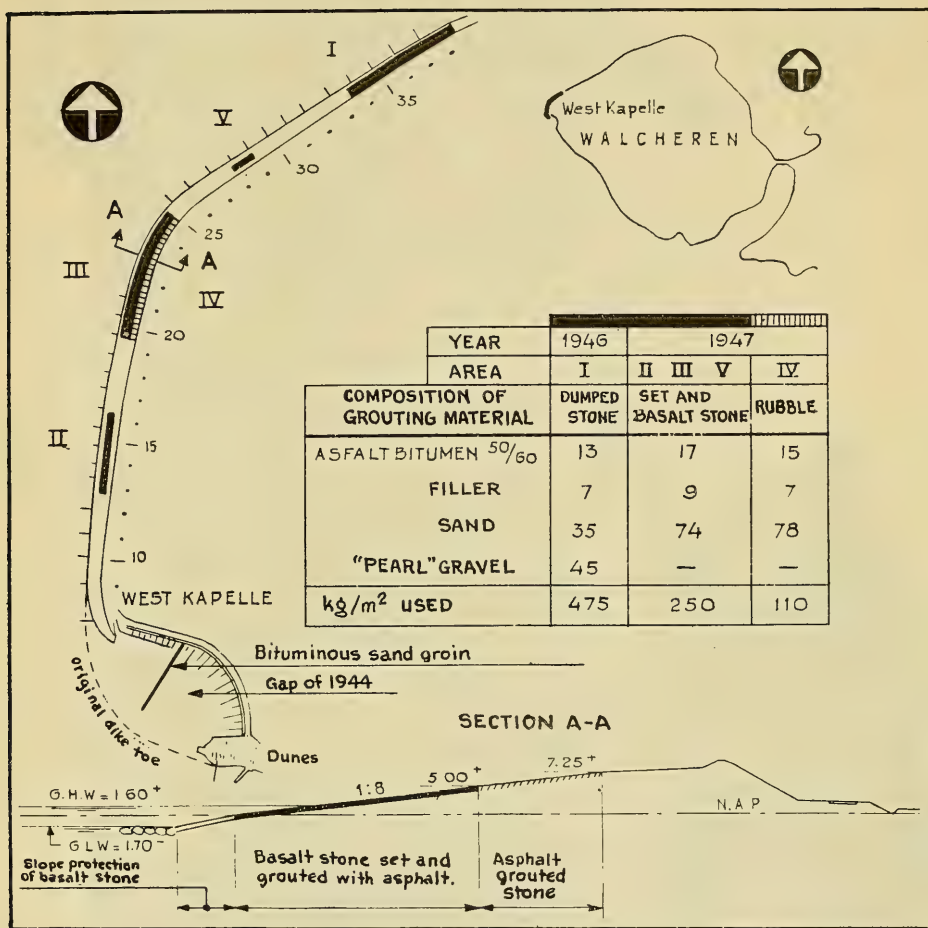 I
35
V
30
A
25
A
III
IV
20
II
15
10
West Kapelle
WALCHEREN
YEAR 1946 1947
AREA I II III V IV
COMPOSITION OF GROUTING MATERIAL DUMPED STONE SET AND BASALT STONE RUBBLE
ASFALT BITUMEN 50/60 13 17 15
FILLER 7 9 7
SAND 35 74 78
"PEARL" GRAVEL 45 — —
kg/m² USED 475 250 110
WEST KAPELLE
Bituminous sand groin
Gap of 1944
original dike toe
Dunes
SECTION A-A
G.H.W = 1.60+
1:8
5.00+
7.25+
N.A.P.
G L W = 1.70-
Slope protection
of basalt stone
Basalt stone set and
grouted with asphalt.
Asphalt
grouted
stone